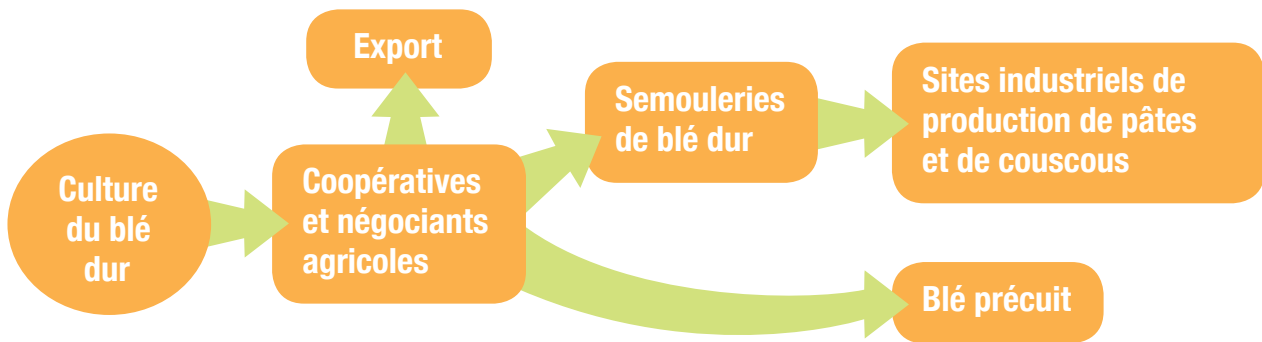 Export
Culture
du blé
dur
Coopératives
et négociants
agricoles
Semouleries
de blé dur
Sites industriels de
production de pâtes
et de couscous
Blé précuit